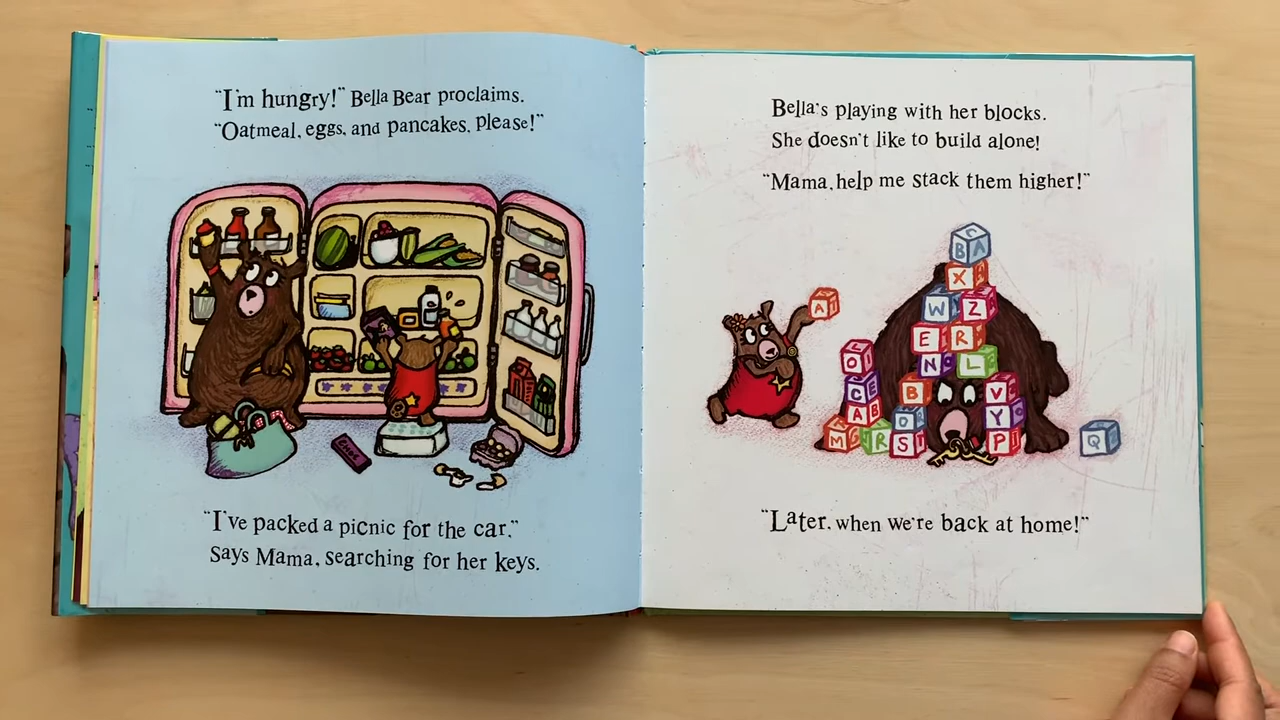 "I'm hungry!" Bella Bear proclaims.
"Oatmeal, eggs, and pancakes, please!"
"I've packed a picnic for the car."
Says Mama, searching for her keys.
Bella's playing with her blocks.
She doesn't like to build alone!
"Mama, help me stack them higher!"
C
B A
X
A
W Z
E R
O
N L
C E
B V
A B
O Y
M R S P Q
"Later, when we're back at home!"